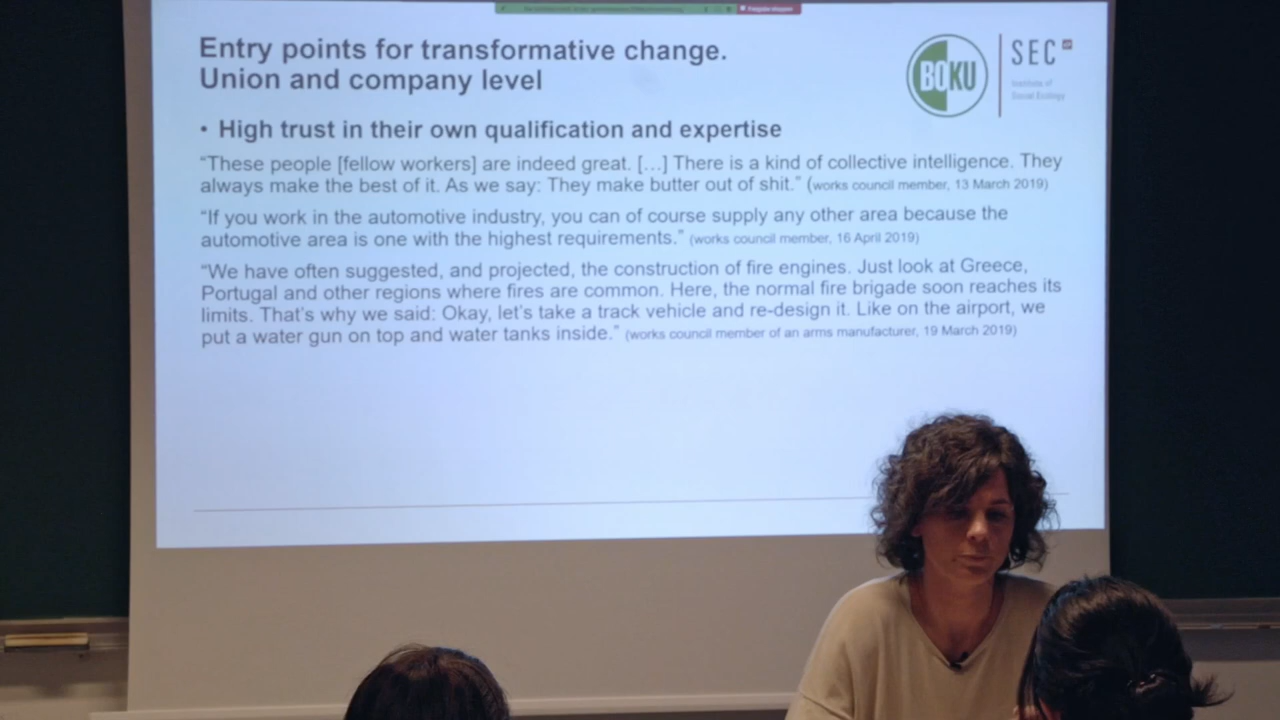 Entry points for transformative change.
Union and company level
BOKU
SEC
Institute of
Social Ecology
• High trust in their own qualification and expertise
“These people [fellow workers] are indeed great. […] There is a kind of collective intelligence. They
always make the best of it. As we say: They make butter out of shit.” (works council member, 13 March 2019)
“If you work in the automotive industry, you can of course supply any other area because the
automotive area is one with the highest requirements.” (works council member, 16 April 2019)
“We have often suggested, and projected, the construction of fire engines. Just look at Greece,
Portugal and other regions where fires are common. Here, the normal fire brigade soon reaches its
limits. That’s why we said: Okay, let’s take a track vehicle and re-design it. Like on the airport, we
put a water gun on top and water tanks inside.” (works council member of an arms manufacturer, 19 March 2019)